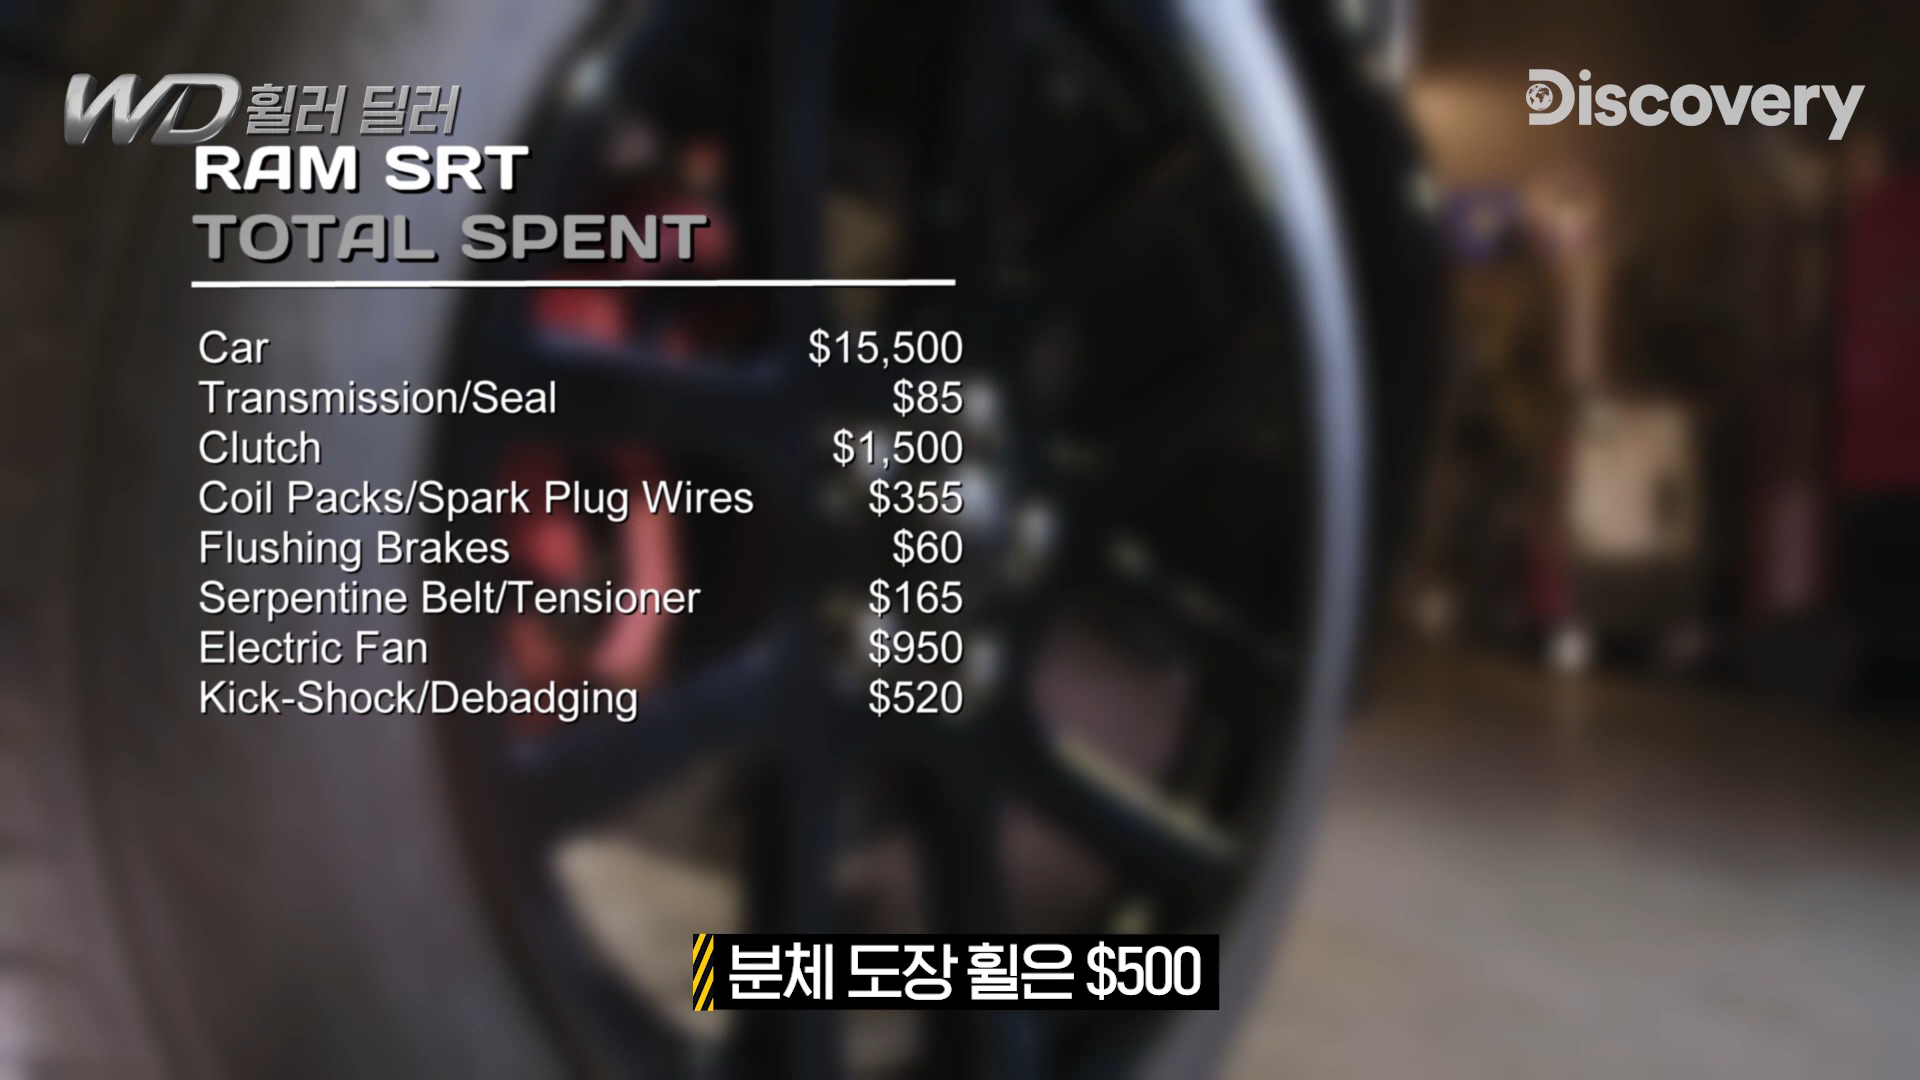 WD 휠러 딜러
Discovery
RAM SRT
TOTAL SPENT
Car $15,500
Transmission/Seal $85
Clutch $1,500
Coil Packs/Spark Plug Wires $355
Flushing Brakes $60
Serpentine Belt/Tensioner $165
Electric Fan $950
Kick-Shock/Debadging $520
분체 도장 휠은 $500